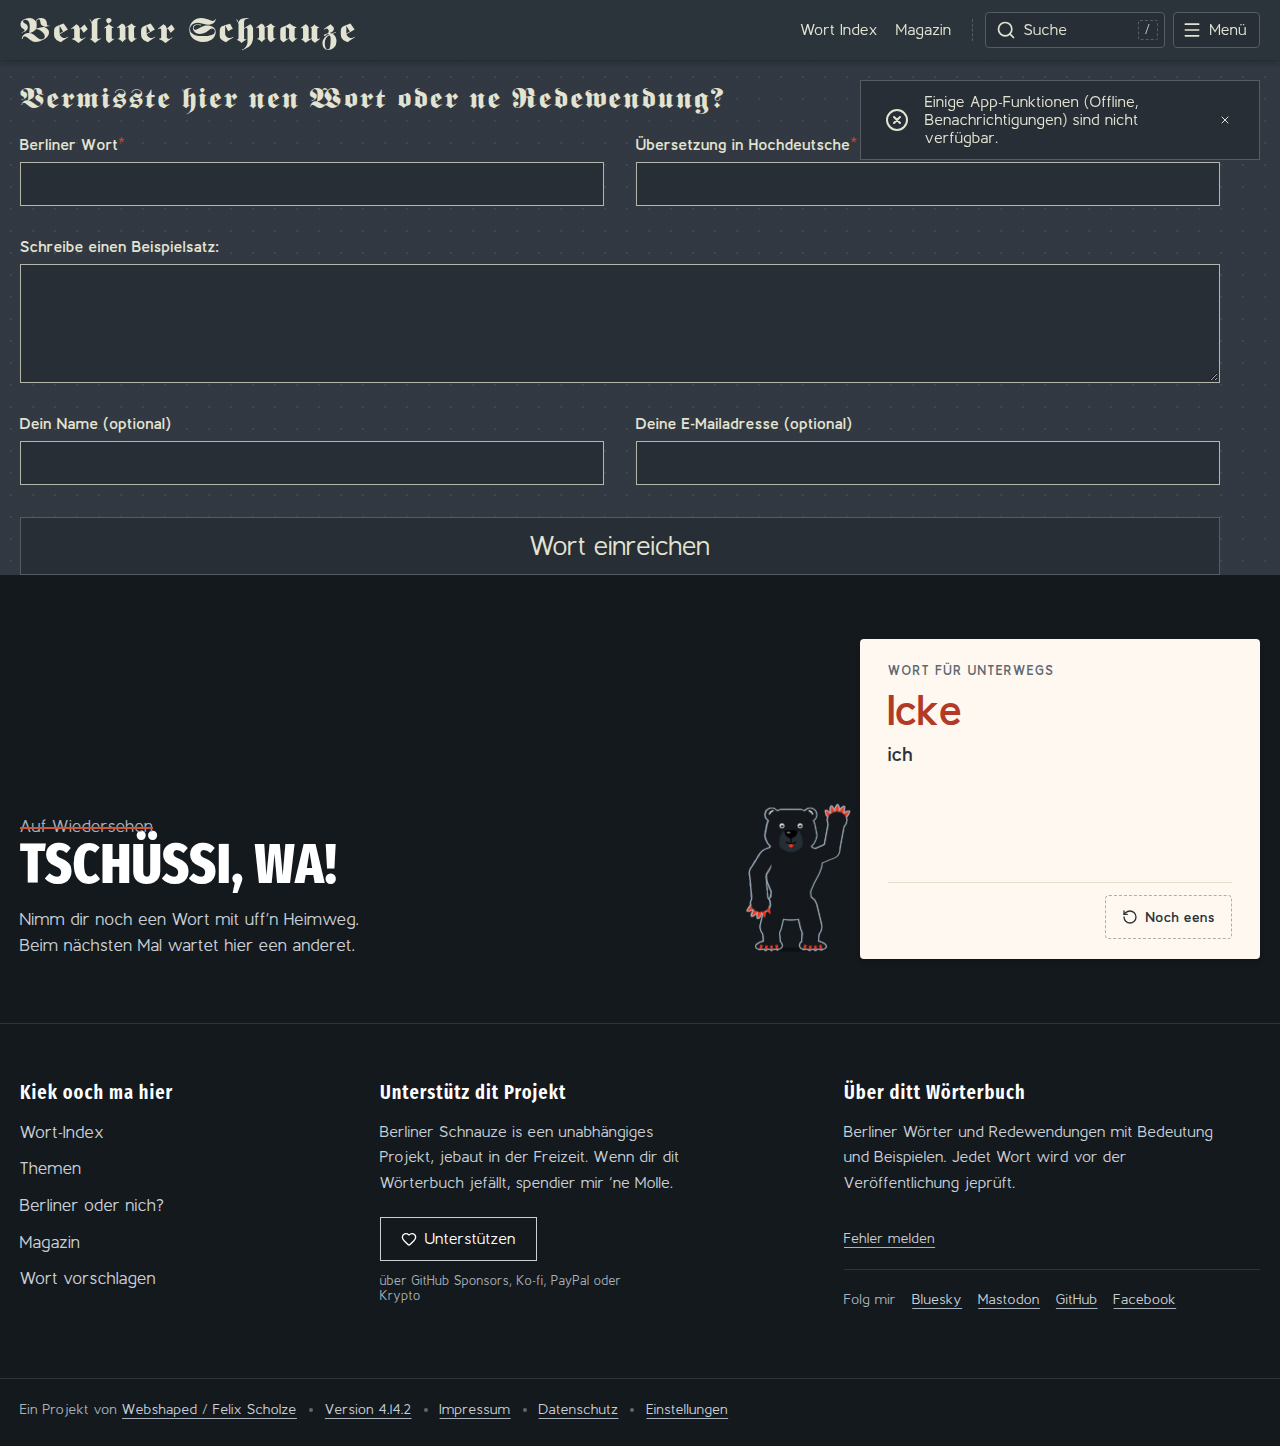 Berliner Schnauze
Wort Index
Magazin
Suche
/
Menü
Vermisste hier nen Wort oder ne Redewendung?
Einige App-Funktionen (Offline,
Benachrichtigungen) sind nicht
verfügbar.
Berliner Wort*
Übersetzung in Hochdeutsche*
Schreibe einen Beispielsatz:
Dein Name (optional)
Deine E-Mailadresse (optional)
Wort einreichen
WORT FÜR UNTERWEGS
Icke
ich
Noch eens
Auf Wiedersehen
TSCHÜSSI, WA!
Nimm dir noch een Wort mit uff’n Heimweg.
Beim nächsten Mal wartet hier een anderet.
Kiek ooch ma hier
Wort-Index
Themen
Berliner oder nich?
Magazin
Wort vorschlagen
Unterstütz dit Projekt
Berliner Schnauze is een unabhängiges
Projekt, jebaut in der Freizeit. Wenn dir dit
Wörterbuch jefällt, spendier mir ’ne Molle.
Unterstützen
über GitHub Sponsors, Ko-fi, PayPal oder
Krypto
Über ditt Wörterbuch
Berliner Wörter und Redewendungen mit Bedeutung
und Beispielen. Jedet Wort wird vor der
Veröffentlichung jeprüft.
Fehler melden
Folg mir Bluesky Mastodon GitHub Facebook
Ein Projekt von Webshaped / Felix Scholze • Version 4.14.2 • Impressum • Datenschutz • Einstellungen